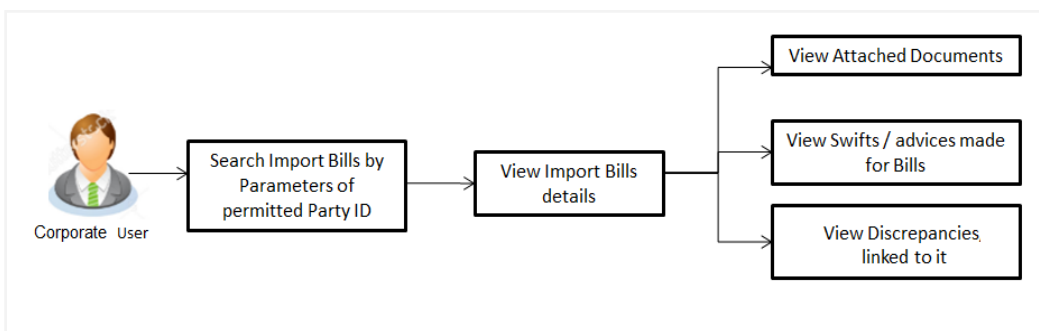 View Attached Documents
Search Import Bills by
Parameters of
permitted Party ID
View Import Bills
details
View Swifts / advices made
for Bills
View Discrepancies
linked to it
Corporate User